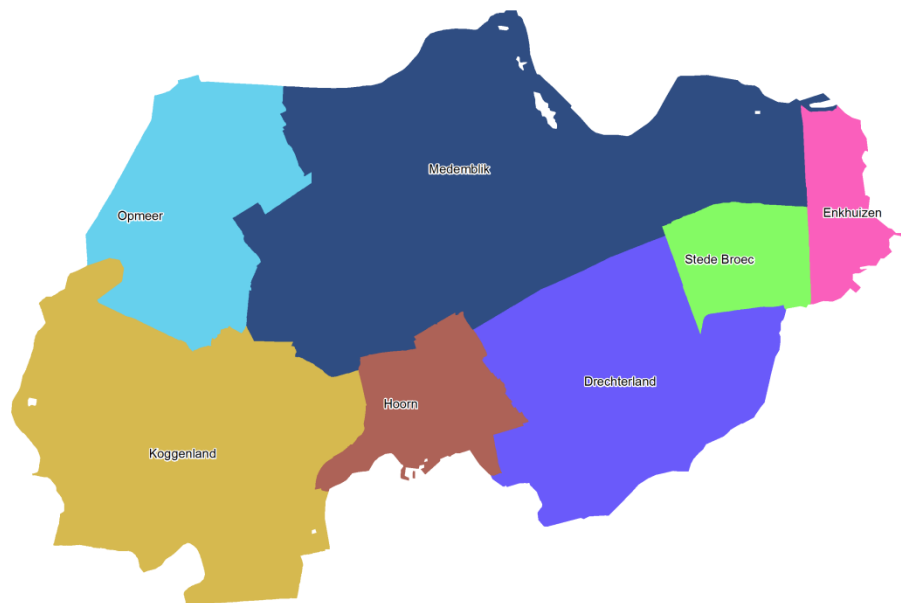 Medemblik
Opmeer
Enkhuizen
Stede Broec
Drechterland
Hoorn
Koggenland